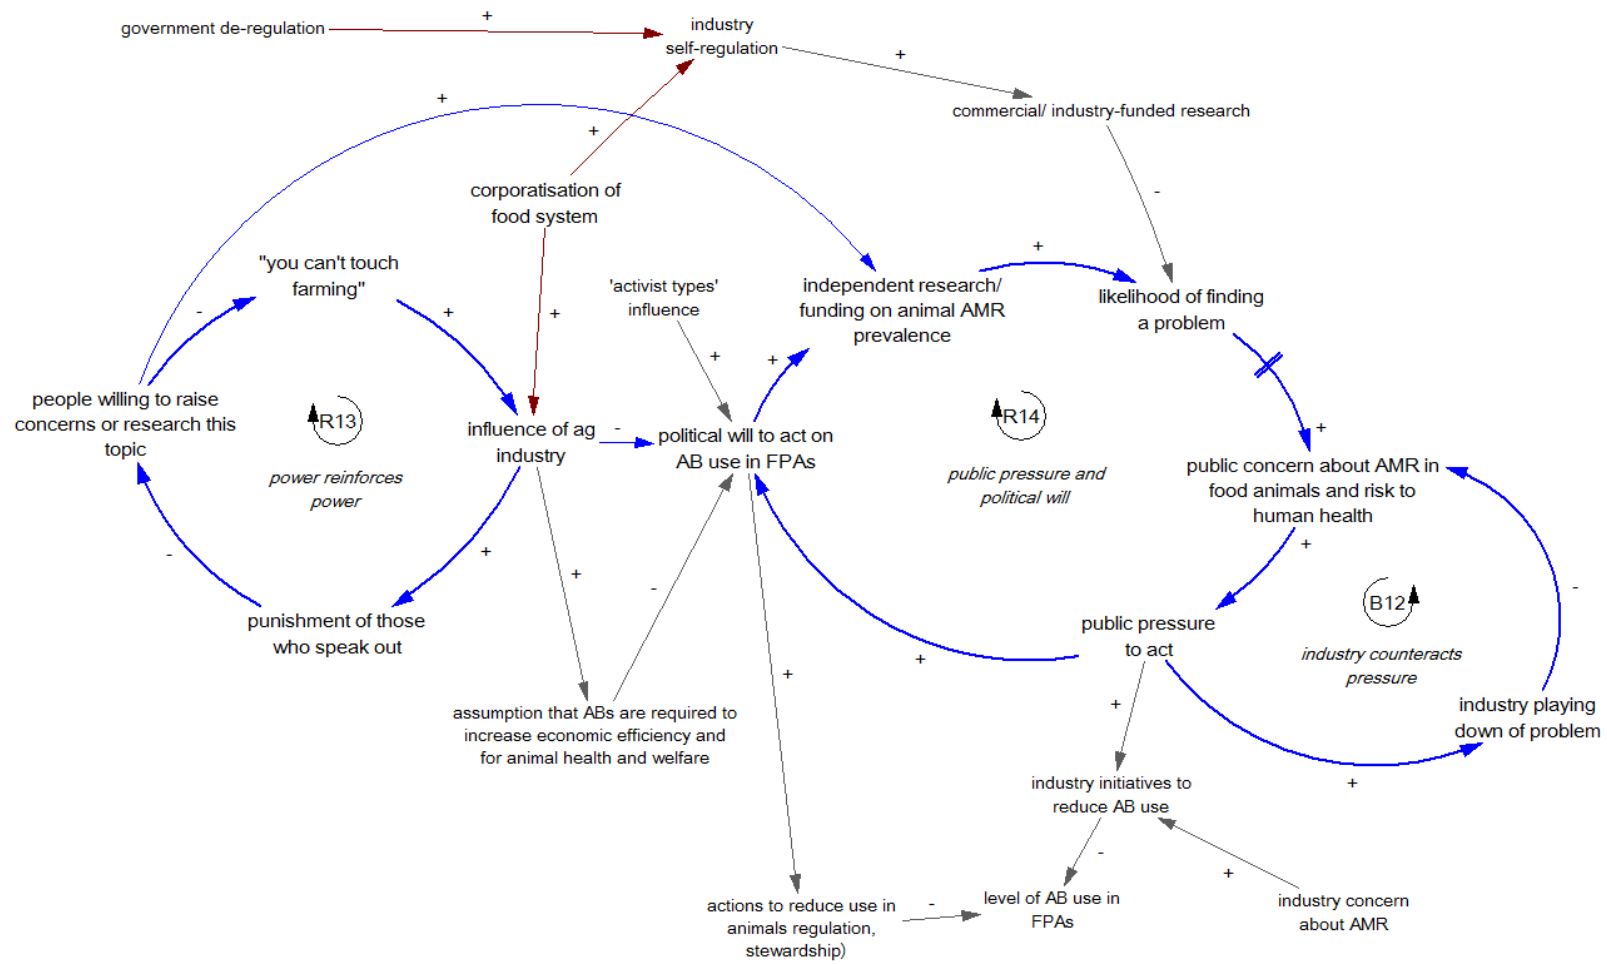 government de-regulation
+
industry
self-regulation
+
commercial/ industry-funded research
+
+
-
corporatisation of
food system
+
"you can't touch
farming"
-
+
'activist types'
influence
+
independent research/
funding on animal AMR
prevalence
+
+
likelihood of finding
a problem
+
people willing to raise
concerns or research this
topic
R13
power reinforces
power
influence of ag
industry
-
political will to act on
AB use in FPAs
R14
public pressure and
political will
public concern about AMR in
food animals and risk to
human health
+
-
+
+
-
-
punishment of those
who speak out
+
public pressure
to act
B12
industry counteracts
pressure
+
+
assumption that ABs are required to
increase economic efficiency and
for animal health and welfare
industry playing
down of problem
+
industry initiatives to
reduce AB use
-
+
actions to reduce use in
animals regulation,
stewardship)
-
level of AB use in
FPAs
industry concern
about AMR